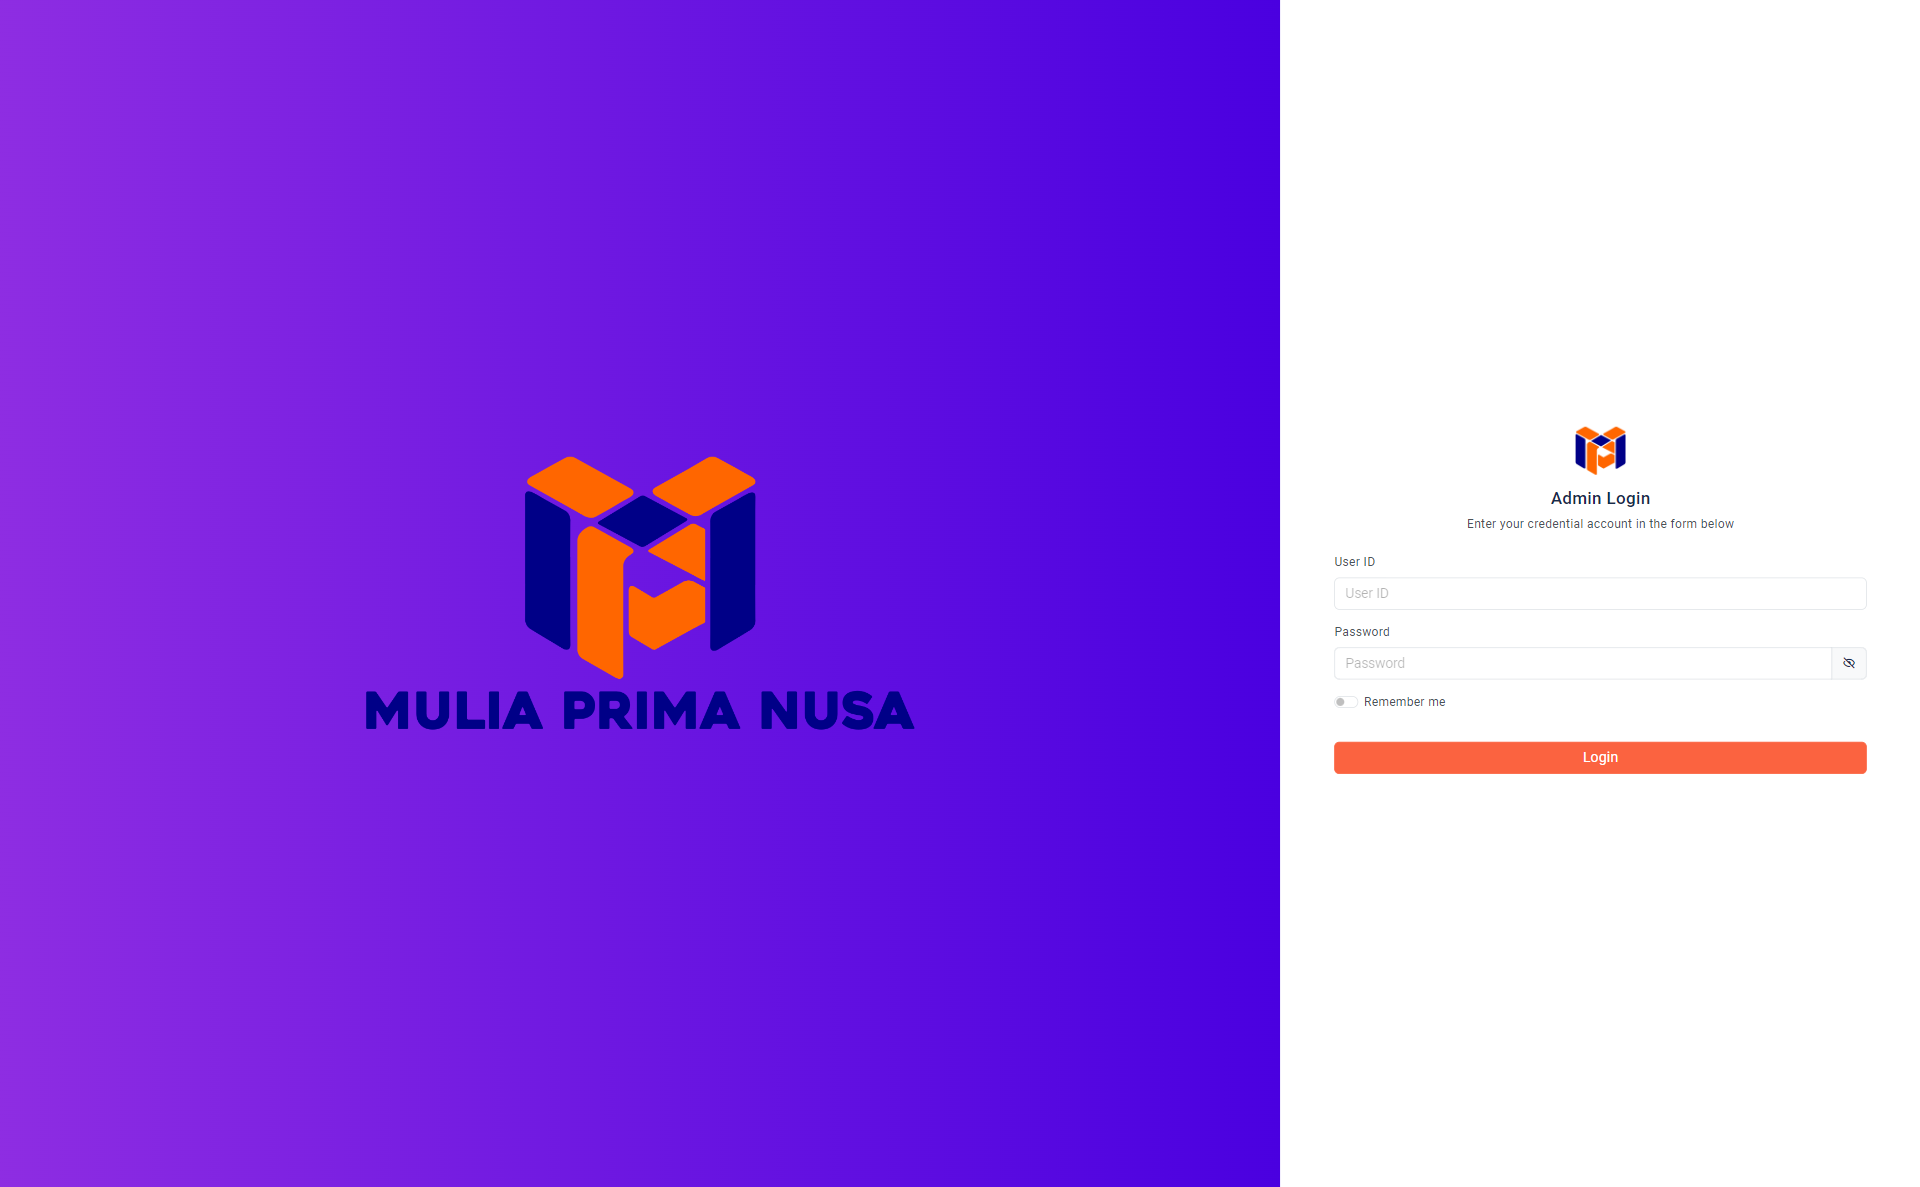 MULIA PRIMA NUSA
Admin Login
Enter your credential account in the form below
User ID
User ID
Password
Password
Remember me
Login